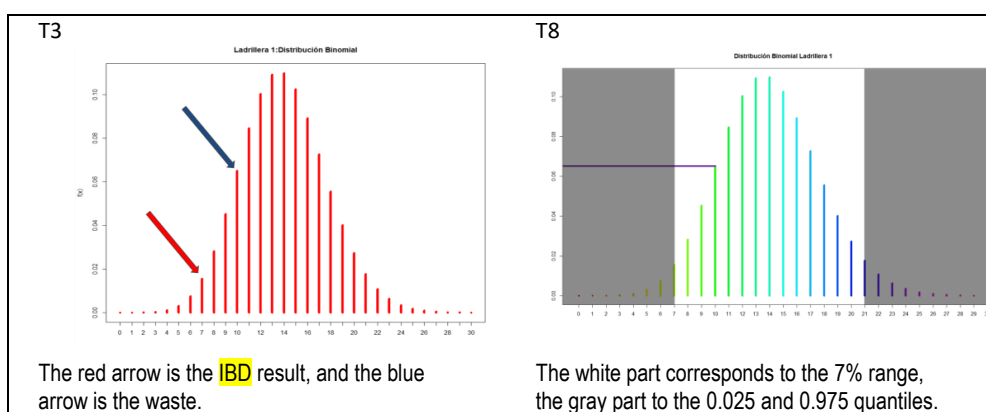 T3
Ladrillera 1:Distribución Binomial
0.10
0.08
0.06
0.04
0.02
0.00
f(x)
0 1 2 3 4 5 6 7 8 9 10 12 14 16 18 20 22 24 26 28 30
The red arrow is the IBD result, and the blue
arrow is the waste.
T8
Distribución Binomial Ladrillera 1
0.10
0.08
0.06
0.04
0.02
0.00
0 1 2 3 4 5 6 7 8 9 10 11 12 13 14 15 16 17 18 19 20 21 22 23 24 25 26 27 28 29
The white part corresponds to the 7% range,
the gray part to the 0.025 and 0.975 quantiles.